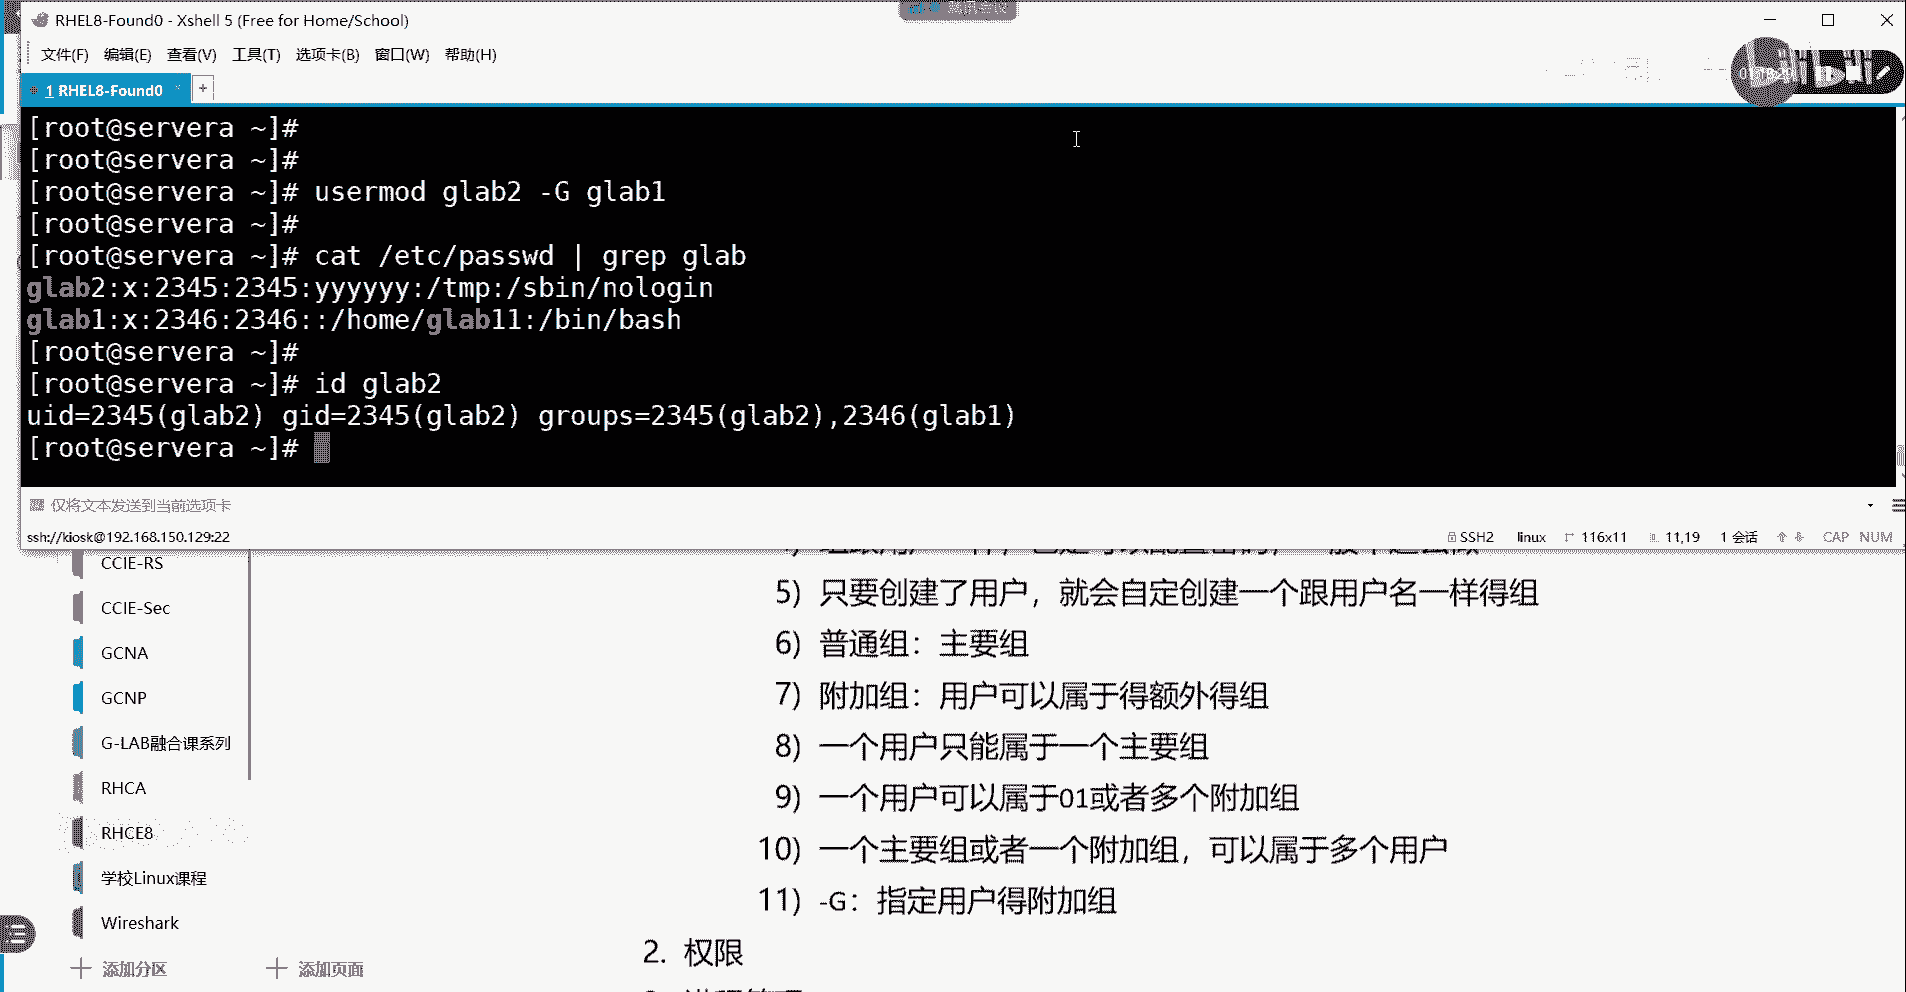 RHEL8-Found0 - Xshell 5 (Free for Home/School)
文件(F) 编辑(E) 查看(V) 工具(T) 选项卡(B) 窗口(W) 帮助(H)
1 RHEL8-Found0 +
[root@servera ~]#
[root@servera ~]#
[root@servera ~]# usermod glab2 -G glab1
[root@servera ~]#
[root@servera ~]# cat /etc/passwd | grep glab
glab2:x:2345:2345:yyyyyy:/tmp:/sbin/nologin
glab1:x:2346:2346::/home/glab11:/bin/bash
[root@servera ~]#
[root@servera ~]# id glab2
uid=2345(glab2) gid=2345(glab2) groups=2345(glab2),2346(glab1)
[root@servera ~]#
仅将文本发送到当前选项卡
ssh://kiosk@192.168.150.129:22 SSH2 linux 116x11 11,19 1 会话 CAP NUM
CCIE-RS
CCIE-Sec
GCNA
GCNP
G-LAB融合课系列
RHCA
RHCE8
学校Linux课程
Wireshark
添加分区 添加页面
5) 只要创建了用户，就会自定创建一个跟用户名一样得组
6) 普通组：主要组
7) 附加组：用户可以属于得额外得组
8) 一个用户只能属于一个主要组
9) 一个用户可以属于01或者多个附加组
10) 一个主要组或者一个附加组，可以属于多个用户
11) -G：指定用户得附加组
2. 权限